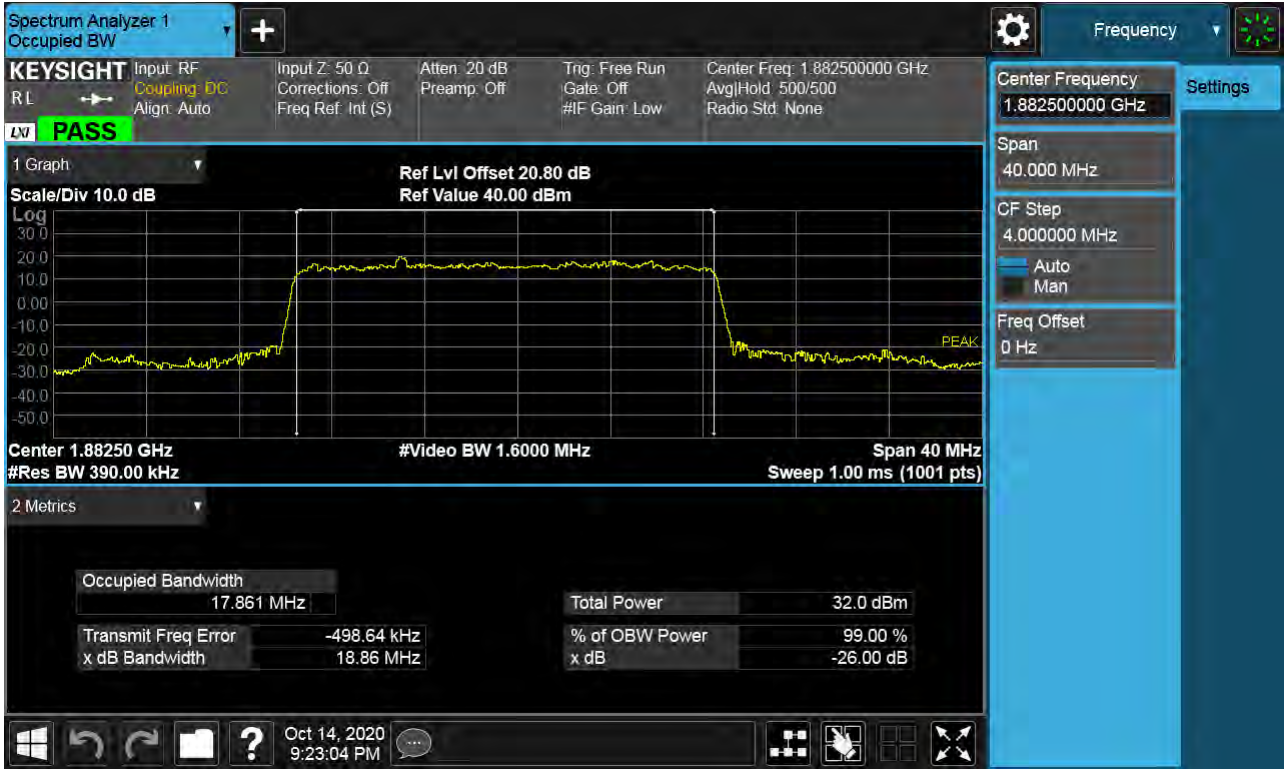 Spectrum Analyzer 1
Occupied BW
+
Frequency
KEYSIGHT
RL
LXI
PASS
Input: RF
Coupling: DC
Align: Auto
Input Z: 50 Ω
Corrections: Off
Freq Ref: Int (S)
Atten: 20 dB
Preamp: Off
Trig: Free Run
Gate: Off
#IF Gain: Low
Center Freq: 1.882500000 GHz
Avg|Hold: 500/500
Radio Std: None
1 Graph
Scale/Div 10.0 dB
Ref Lvl Offset 20.80 dB
Ref Value 40.00 dBm
Log
30.0
20.0
10.0
0.00
-10.0
-20.0
-30.0
-40.0
-50.0
PEAK
Center 1.88250 GHz
#Video BW 1.6000 MHz
Span 40 MHz
#Res BW 390.00 kHz
Sweep 1.00 ms (1001 pts)
2 Metrics
Occupied Bandwidth
17.861 MHz
Transmit Freq Error -498.64 kHz
x dB Bandwidth 18.86 MHz
Total Power 32.0 dBm
% of OBW Power 99.00 %
x dB -26.00 dB
Center Frequency
1.882500000 GHz
Span
40.000 MHz
CF Step
4.000000 MHz
Auto
Man
Freq Offset
0 Hz
Settings
?
Oct 14, 2020
9:23:04 PM